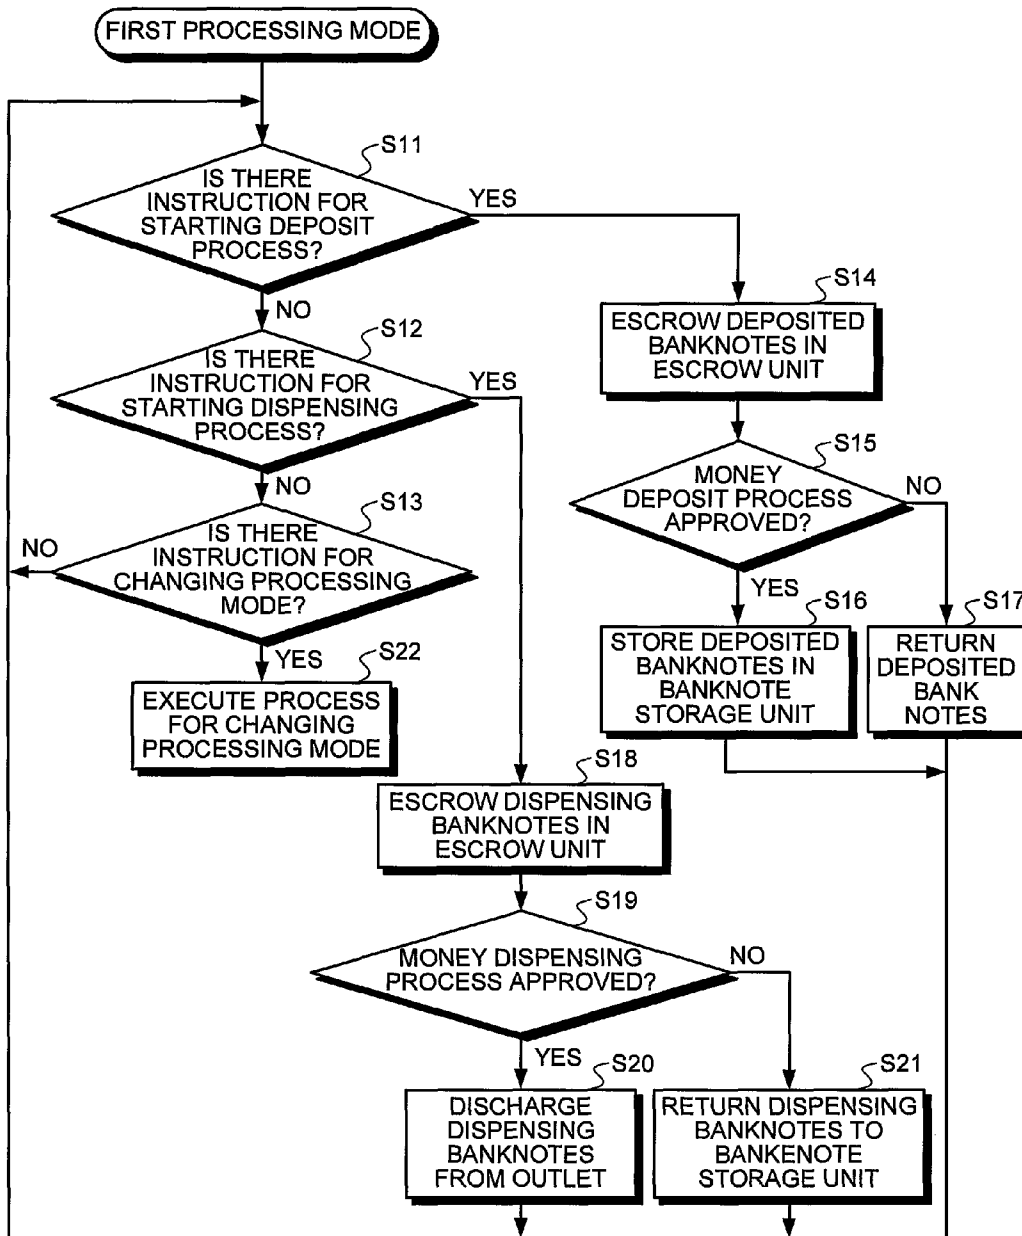 FIRST PROCESSING MODE
S11
IS THERE
INSTRUCTION FOR
STARTING DEPOSIT
PROCESS?
YES
NO
S14
ESCROW DEPOSITED
BANKNOTES IN
ESCROW UNIT
S12
IS THERE
INSTRUCTION FOR
STARTING DISPENSING
PROCESS?
YES
NO
S15
MONEY
DEPOSIT PROCESS
APPROVED?
NO
YES
S13
IS THERE
INSTRUCTION FOR
CHANGING PROCESSING
MODE?
NO
YES
S16
STORE DEPOSITED
BANKNOTES IN
BANKNOTE
STORAGE UNIT
S17
RETURN
DEPOSITED
BANK
NOTES
S22
EXECUTE PROCESS
FOR CHANGING
PROCESSING MODE
S18
ESCROW DISPENSING
BANKNOTES IN
ESCROW UNIT
S19
MONEY DISPENSING
PROCESS APPROVED?
NO
YES
S20
DISCHARGE
DISPENSING
BANKNOTES
FROM OUTLET
S21
RETURN DISPENSING
BANKNOTES TO
BANKENOTE
STORAGE UNIT